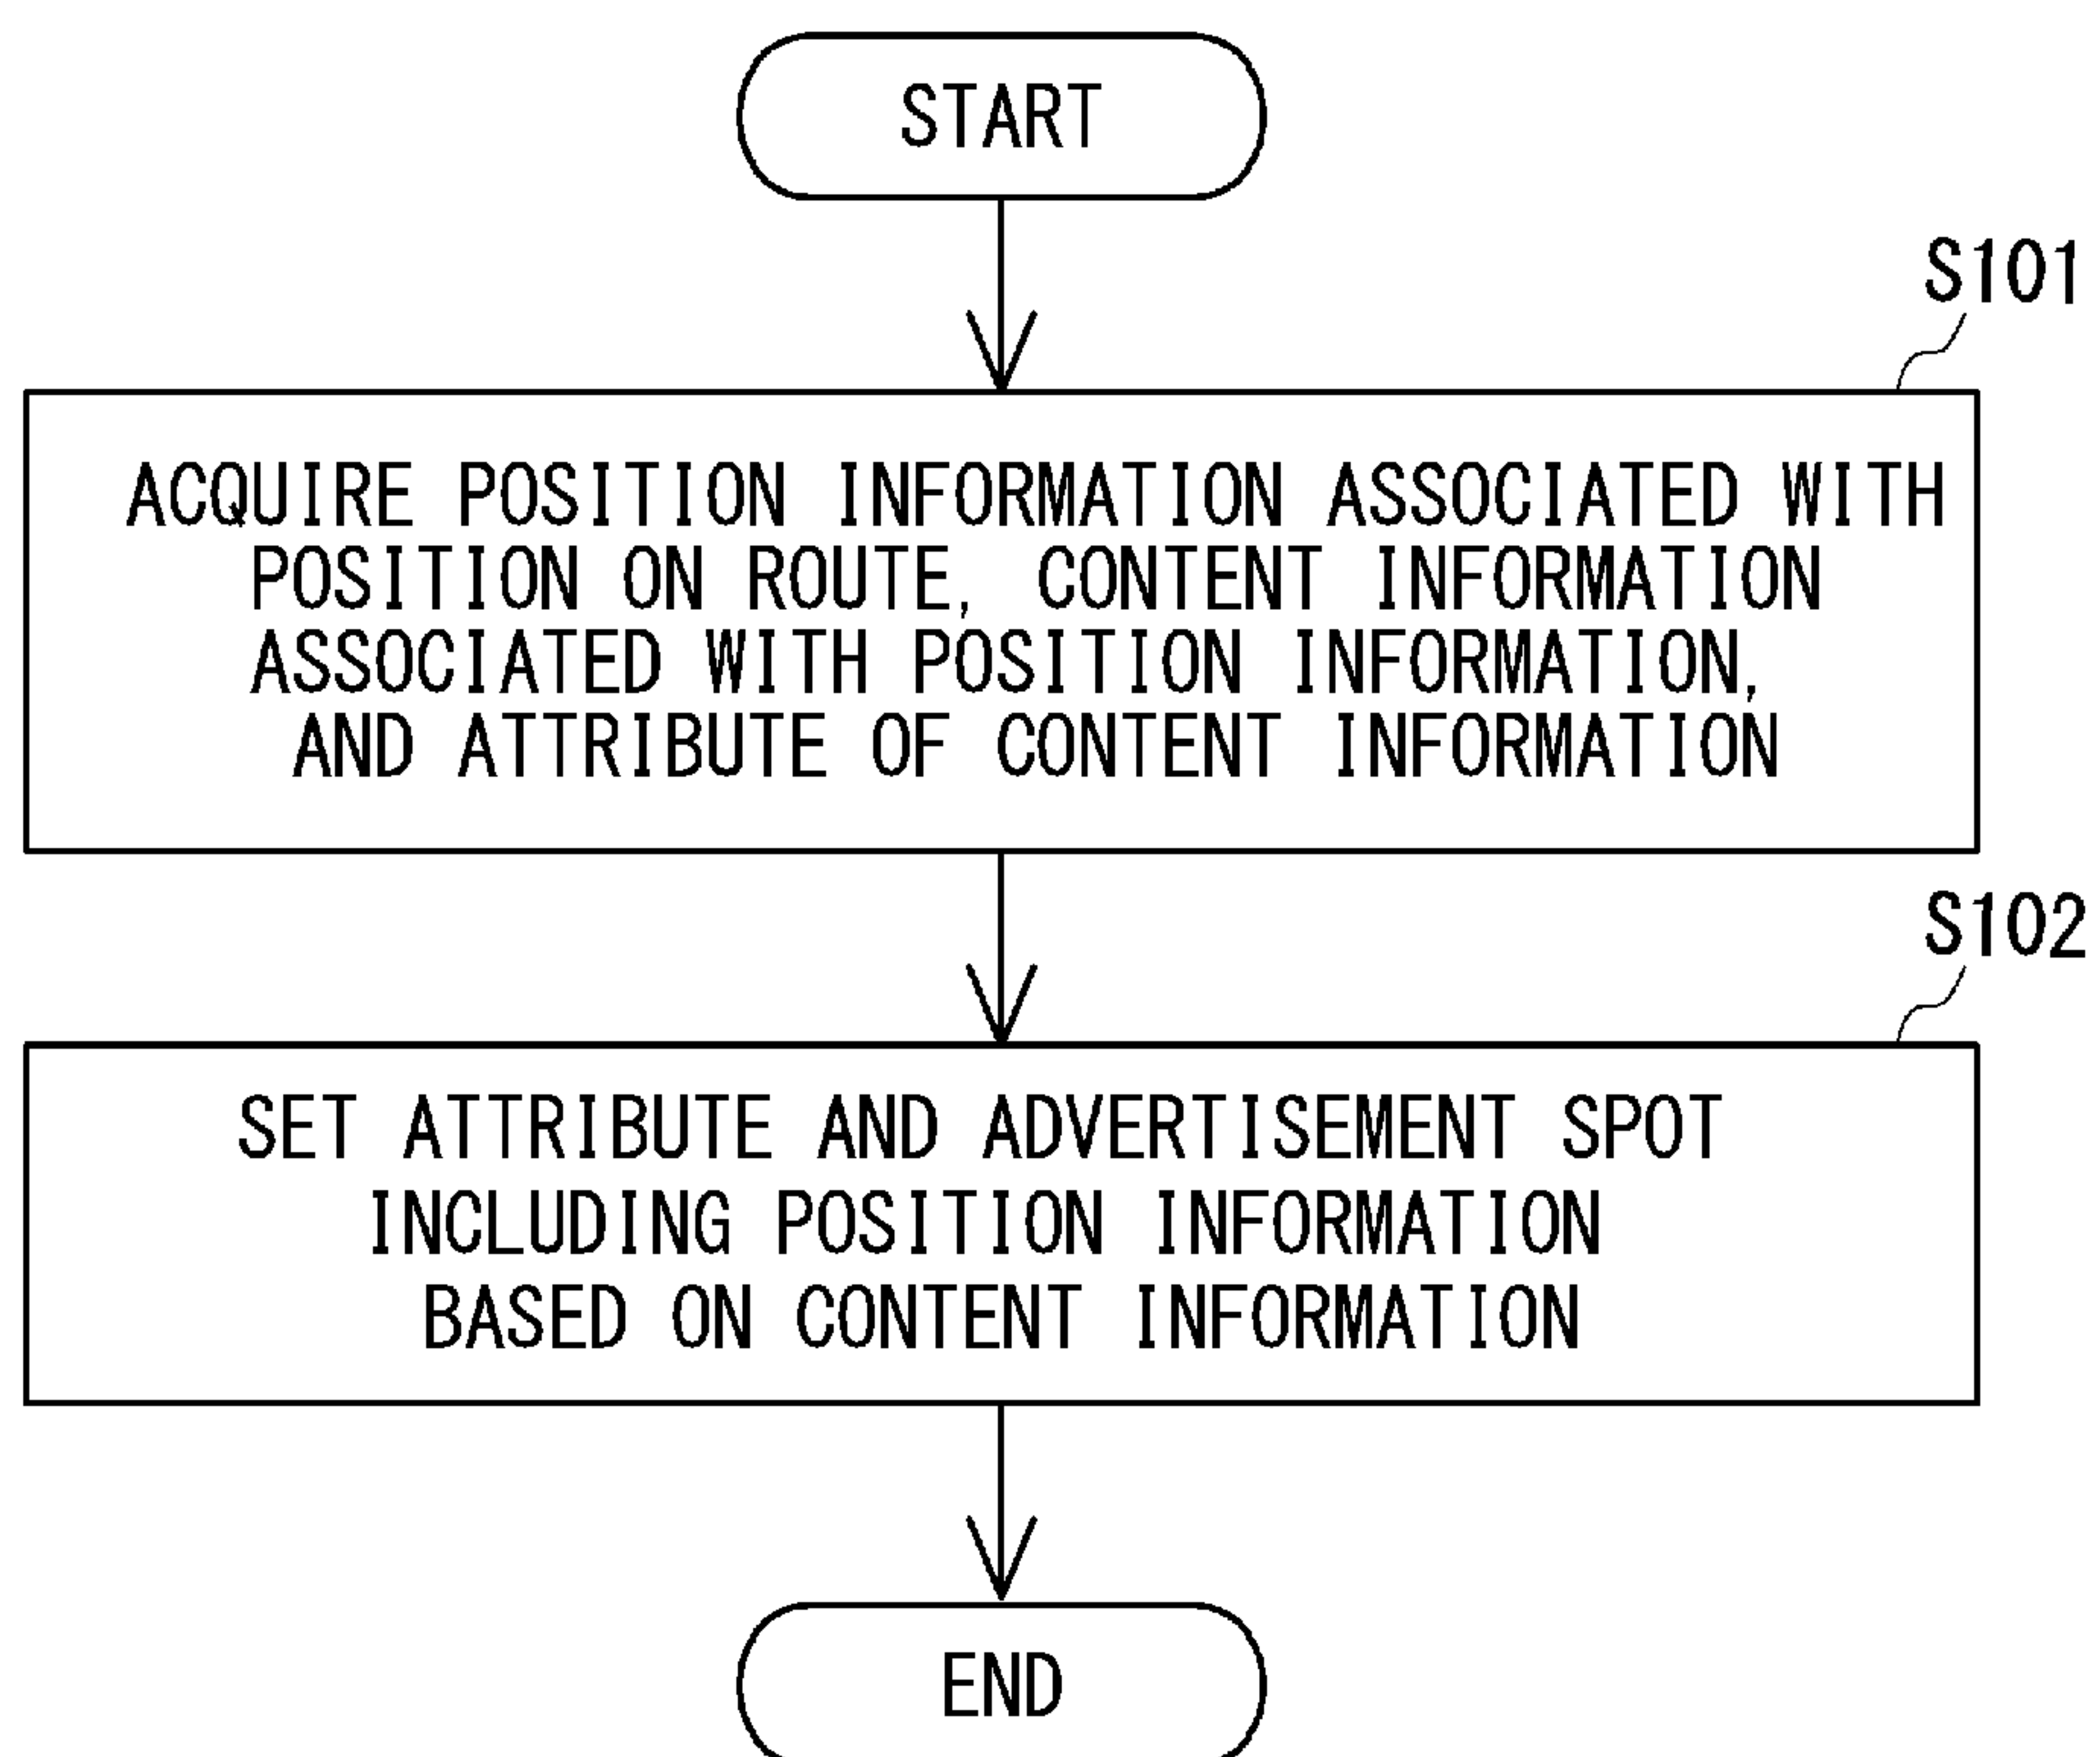 START
S101
ACQUIRE POSITION INFORMATION ASSOCIATED WITH
POSITION ON ROUTE, CONTENT INFORMATION
ASSOCIATED WITH POSITION INFORMATION,
AND ATTRIBUTE OF CONTENT INFORMATION
S102
SET ATTRIBUTE AND ADVERTISEMENT SPOT
INCLUDING POSITION INFORMATION
BASED ON CONTENT INFORMATION
END